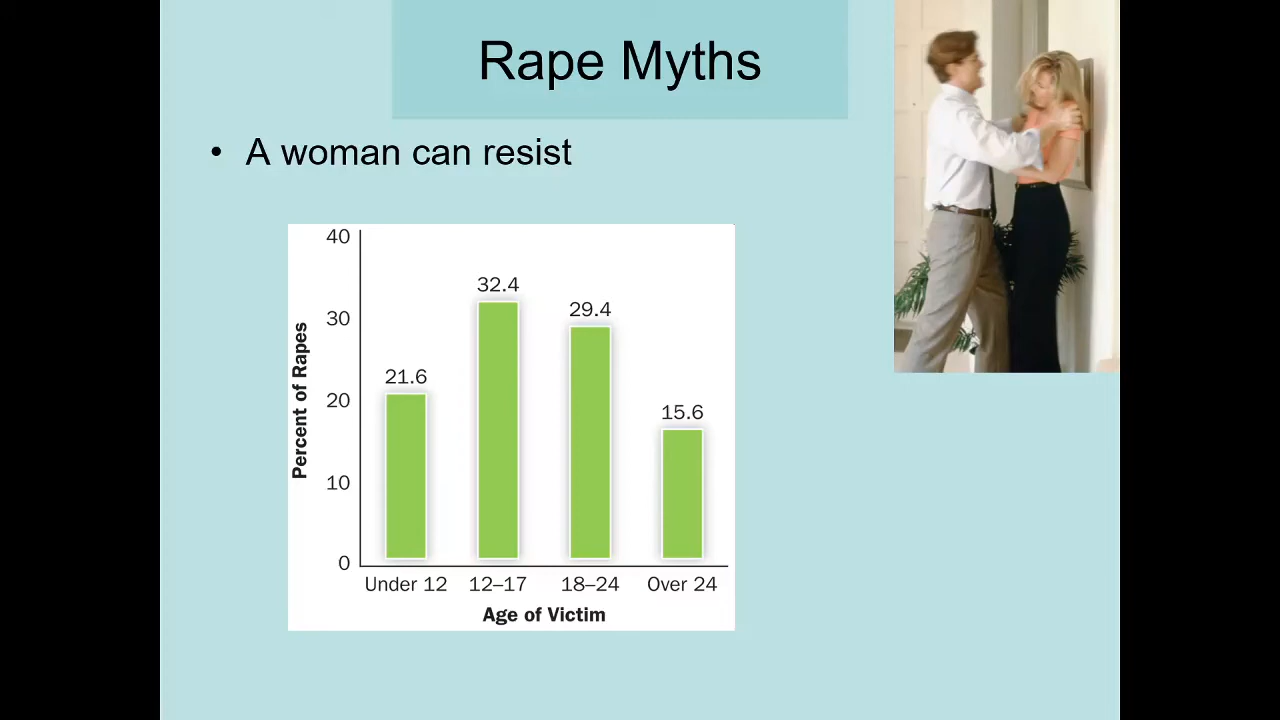 Rape Myths
• A woman can resist
40
30
20
10
0
Percent of Rapes
21.6
32.4
29.4
15.6
Under 12 12–17 18–24 Over 24
Age of Victim